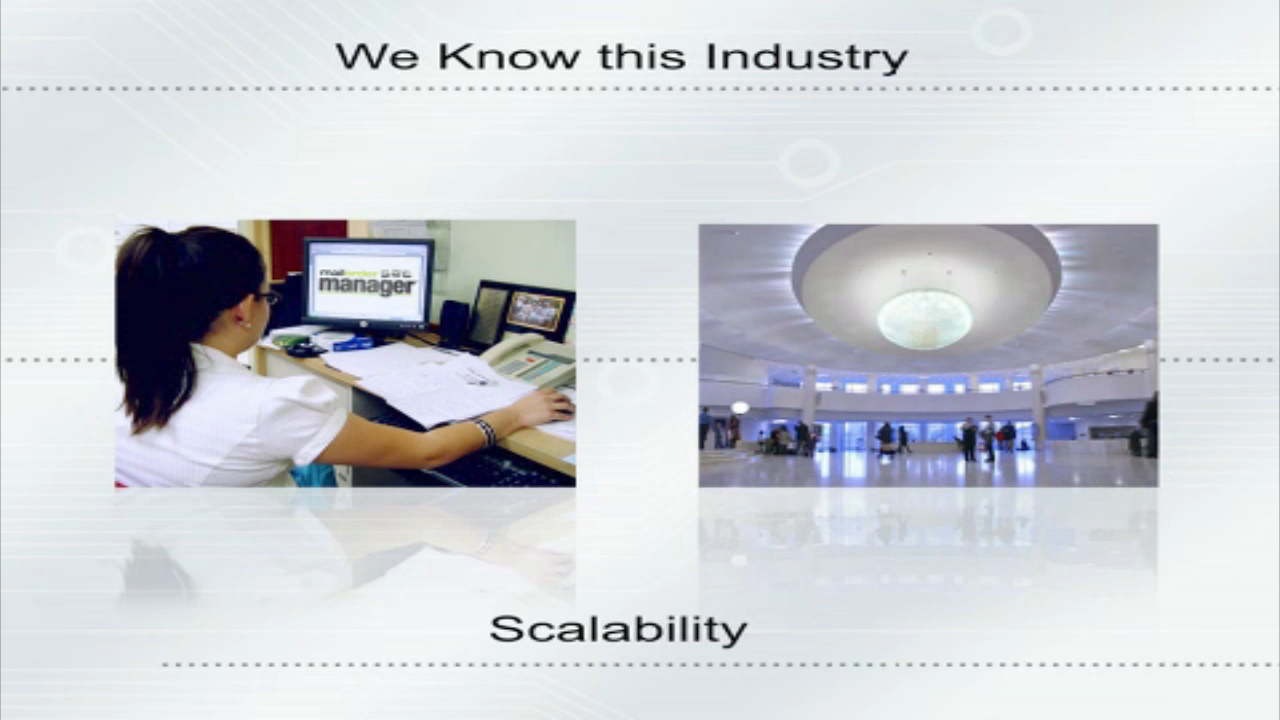 We Know this Industry
mailorder
manager
Scalability